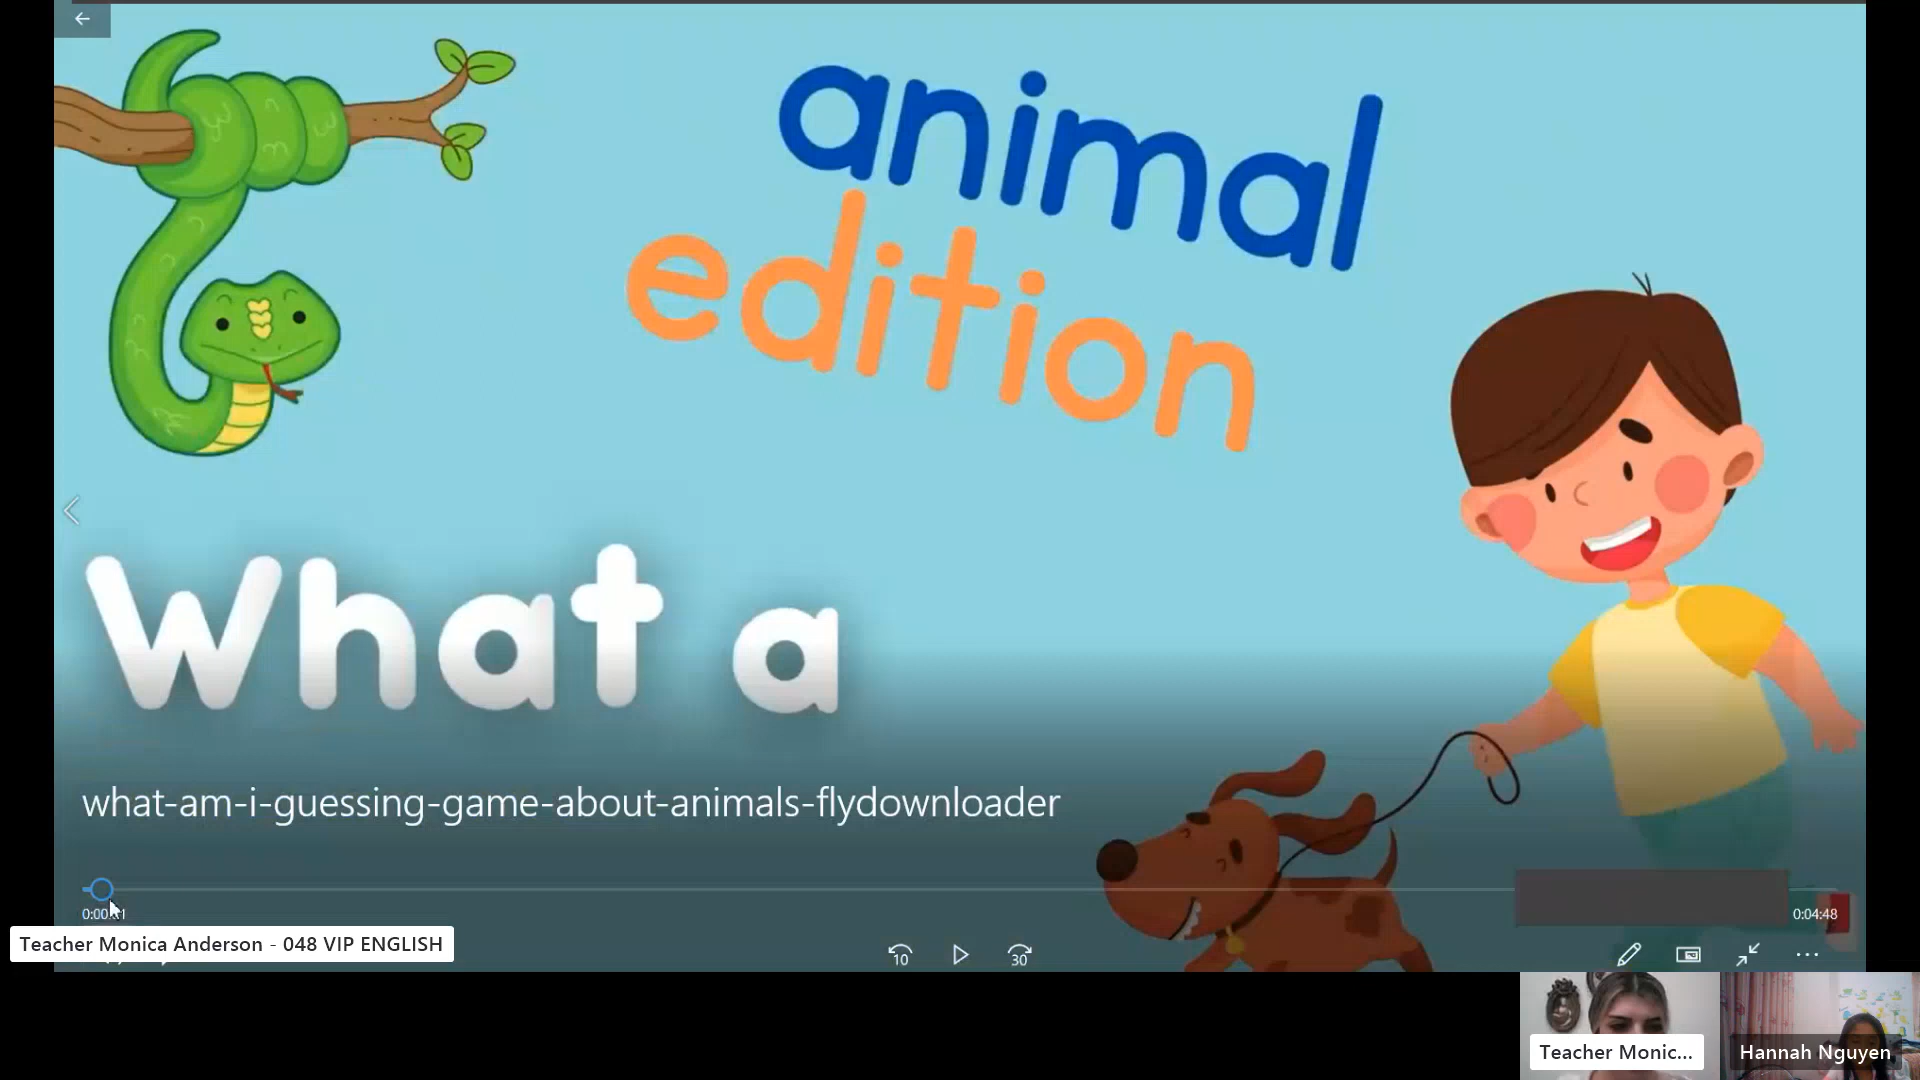 animal
edition
What a
what-am-i-guessing-game-about-animals-flydownloader
0:04:48
Teacher Monica Anderson - 048 VIP ENGLISH
10
30
Teacher Monic...
Hannah Nguyen